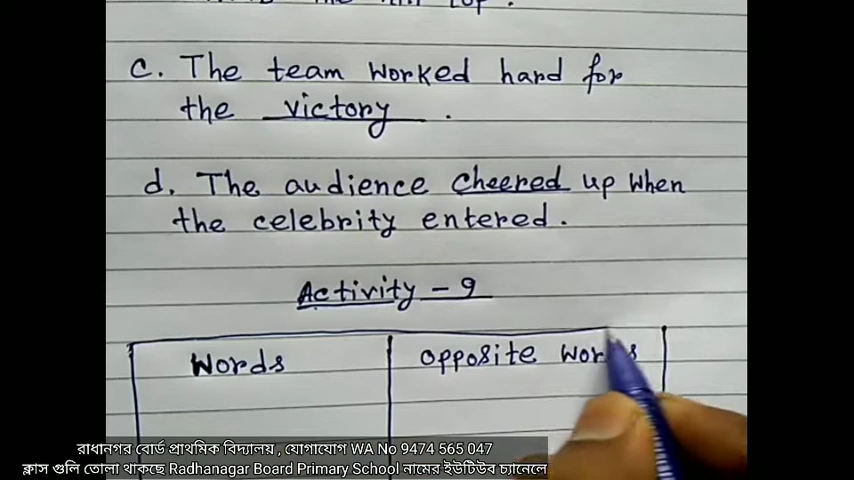 c. The team worked hard for
the victory.
d. The audience cheered up when
the celebrity entered.
Activity - 9
Words
Opposite words
রাধানগর বোর্ড প্রাথমিক বিদ্যালয় , যোগাযোগ WA No 9474 565 047
ক্লাস গুলি তোলা থাকছে Radhanagar Board Primary School নামের ইউটিউব চ্যানেলে